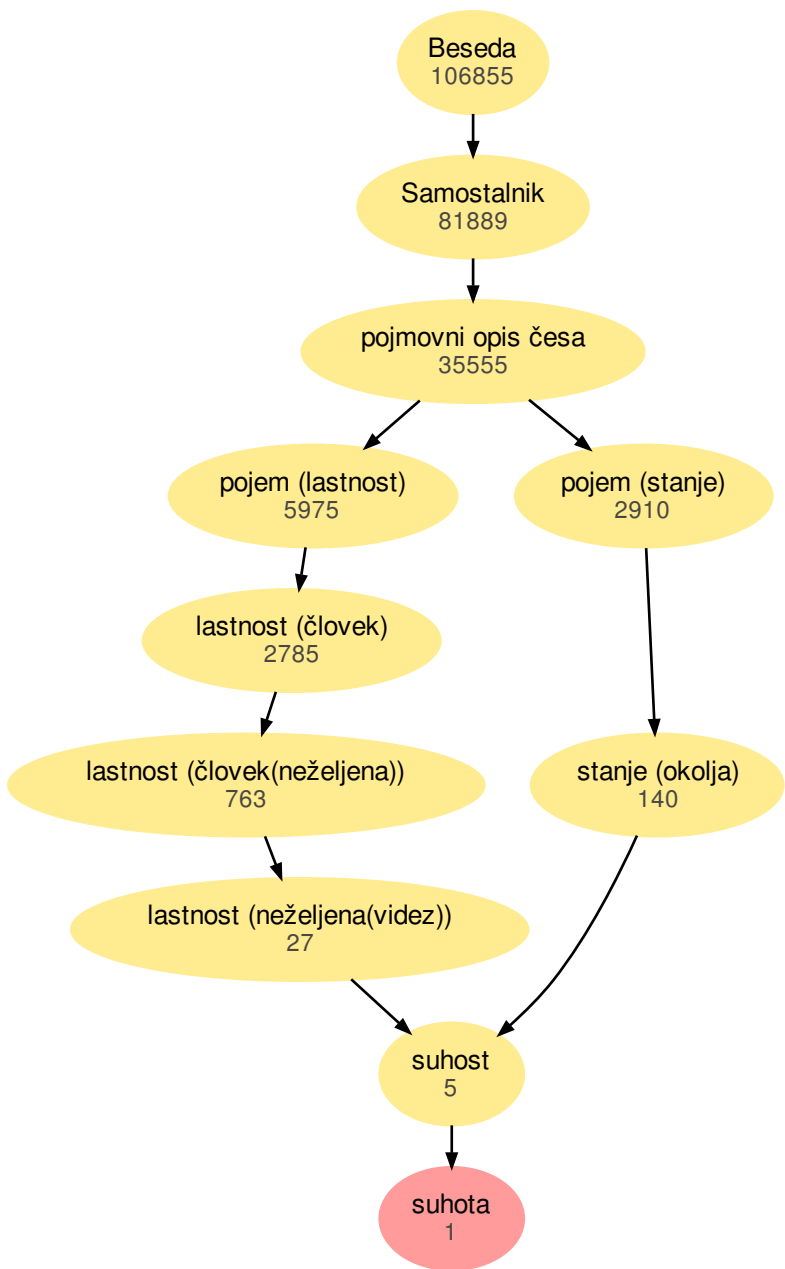 Beseda
106855
Samostalnik
81889
pojmovni opis česa
35555
pojem (lastnost)
5975
pojem (stanje)
2910
lastnost (človek)
2785
lastnost (človek(neželjena))
763
stanje (okolja)
140
lastnost (neželjena(videz))
27
suhost
5
suhota
1